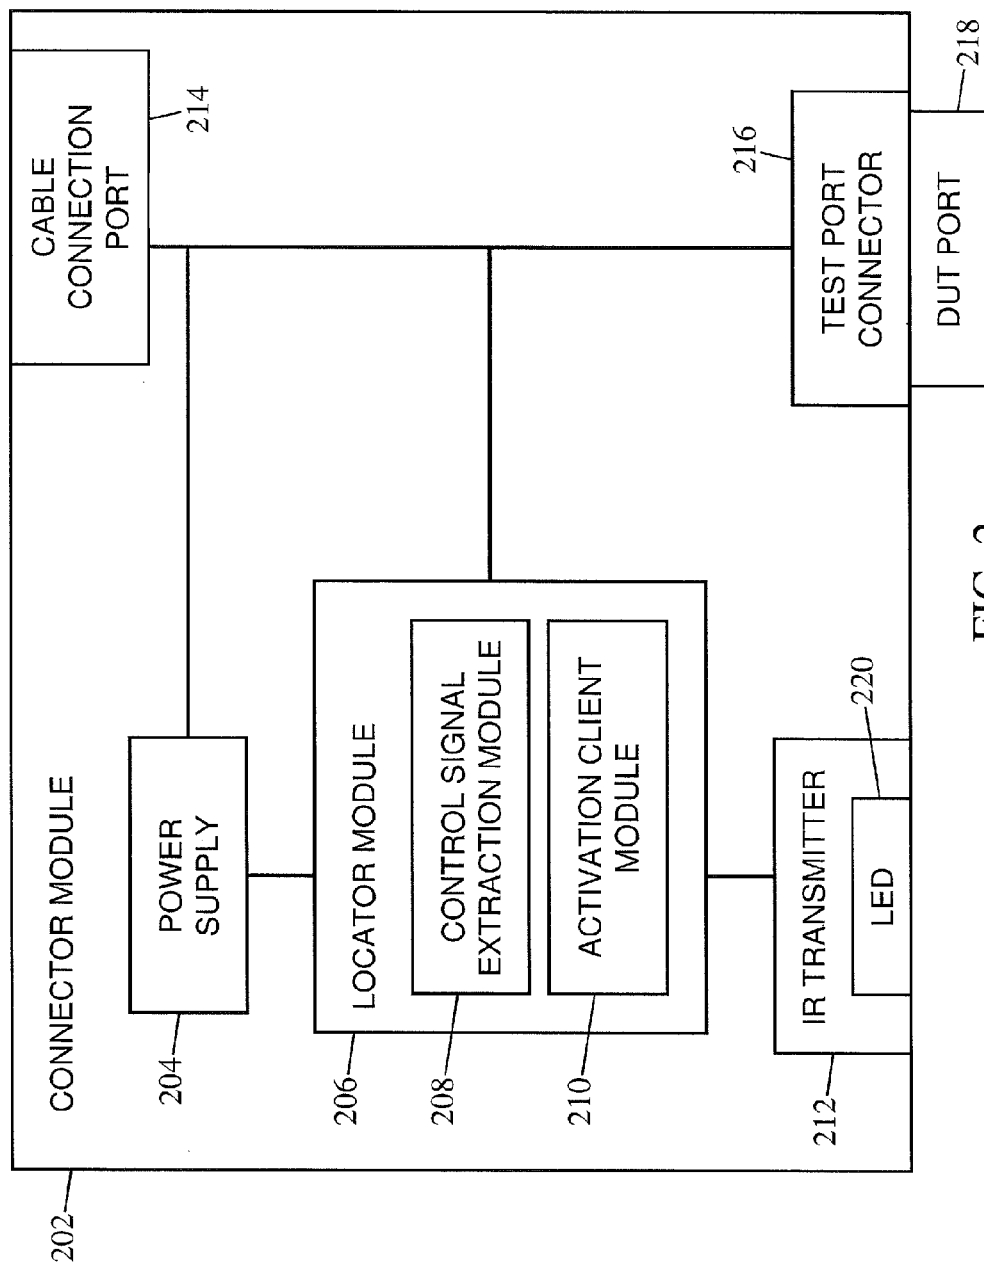 202
CONNECTOR MODULE
CABLE
CONNECTION
PORT
214
204
POWER
SUPPLY
206
LOCATOR MODULE
208
CONTROL SIGNAL
EXTRACTION MODULE
210
ACTIVATION CLIENT
MODULE
216
TEST PORT
CONNECTOR
212
IR TRANSMITTER
220
LED
DUT PORT
218
FIG. 2